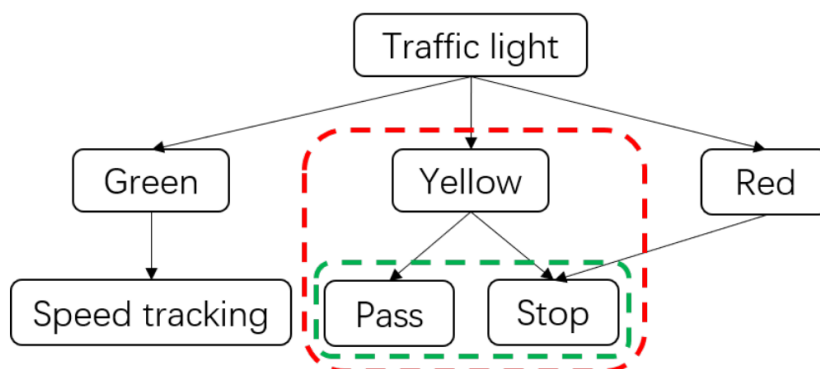 Traffic light
Green
Yellow
Red
Speed tracking
Pass
Stop